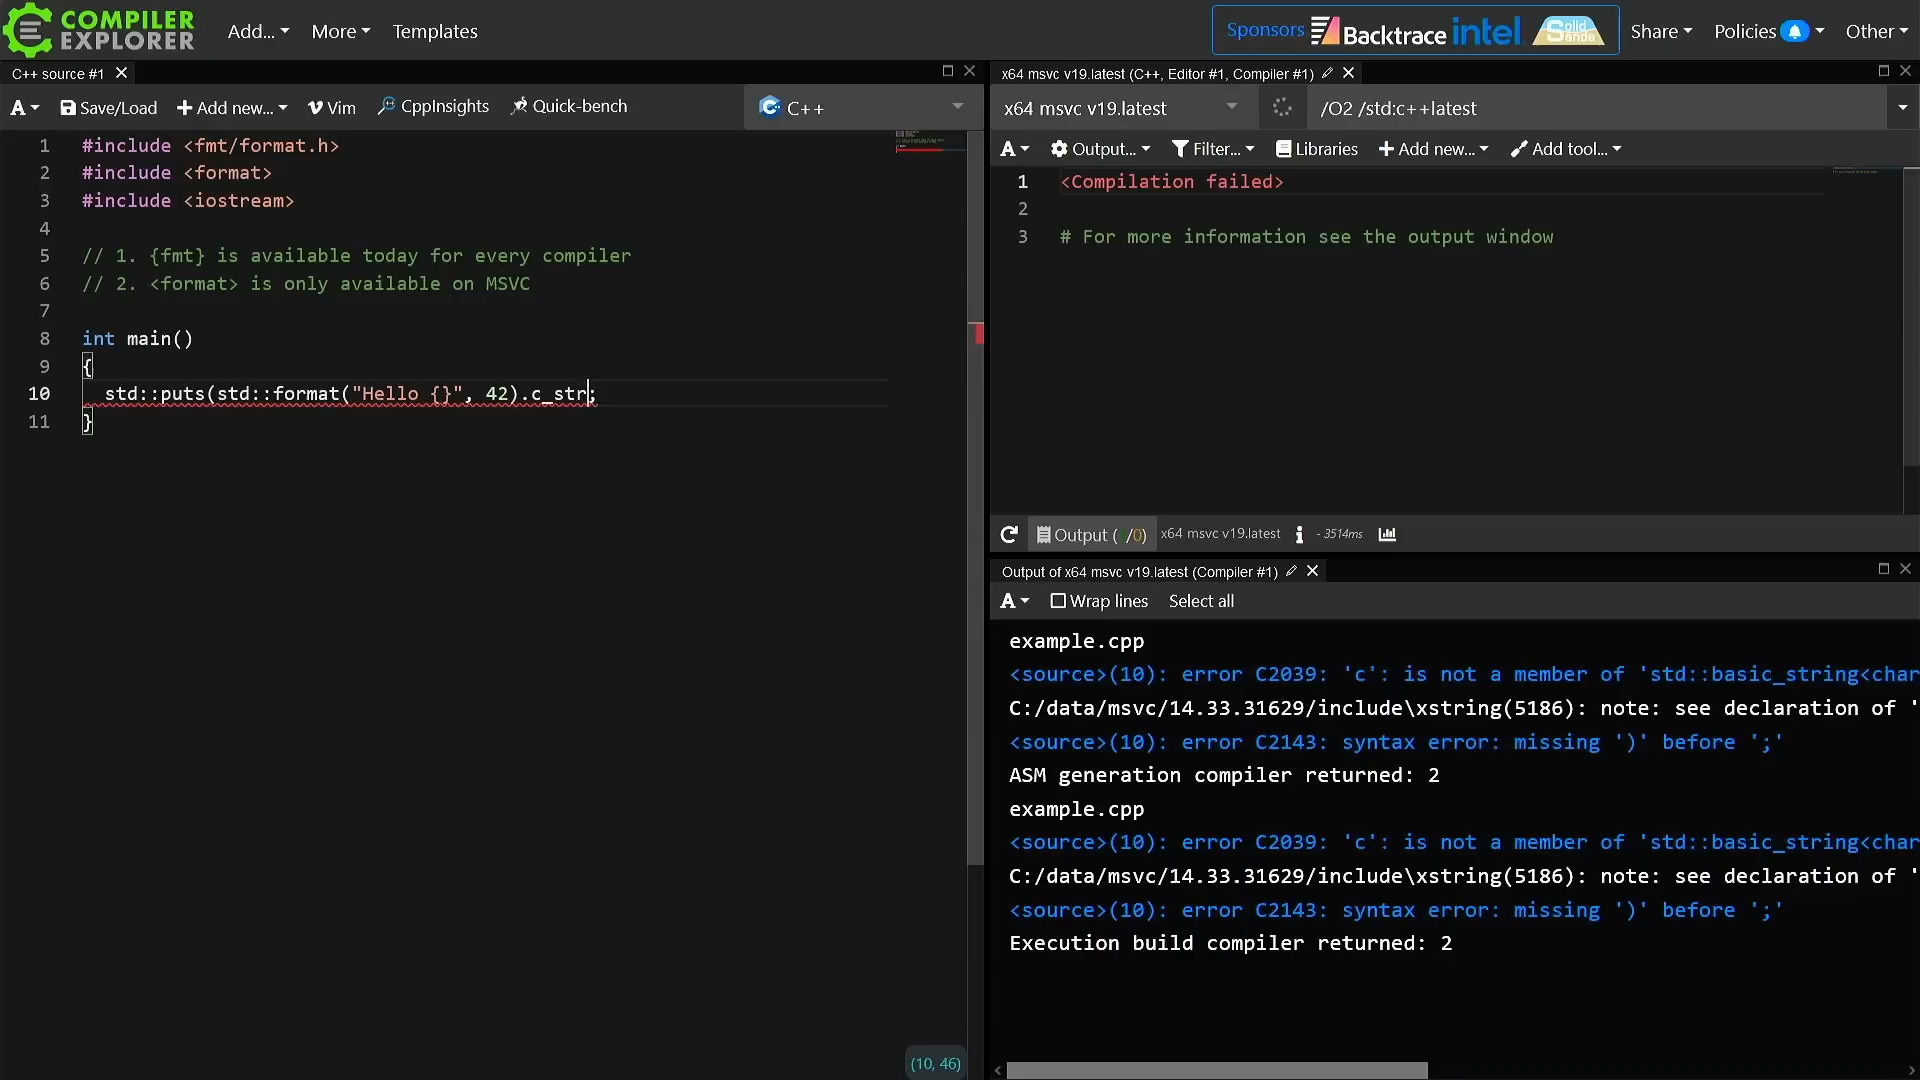 COMPILER
EXPLORER
Add...
More
Templates
Sponsors
Backtrace
intel
Solid
Sands
Share
Policies
Other
C++ source #1
A
Save/Load
Add new...
Vim
CppInsights
Quick-bench
C++
1 #include <fmt/format.h>
2 #include <format>
3 #include <iostream>
4
5 // 1. {fmt} is available today for every compiler
6 // 2. <format> is only available on MSVC
7
8 int main()
9 {
10 std::puts(std::format("Hello {}", 42).c_str;
11 }
(10, 46)
x64 msvc v19.latest (C++, Editor #1, Compiler #1)
x64 msvc v19.latest
/O2 /std:c++latest
A
Output...
Filter...
Libraries
Add new...
Add tool...
1 <Compilation failed>
2
3 # For more information see the output window
Output ( /0)
x64 msvc v19.latest
- 3514ms
Output of x64 msvc v19.latest (Compiler #1)
A
Wrap lines
Select all
example.cpp
<source>(10): error C2039: 'c': is not a member of 'std::basic_string<char
C:/data/msvc/14.33.31629/include\xstring(5186): note: see declaration of '
<source>(10): error C2143: syntax error: missing ')' before ';'
ASM generation compiler returned: 2
example.cpp
<source>(10): error C2039: 'c': is not a member of 'std::basic_string<char
C:/data/msvc/14.33.31629/include\xstring(5186): note: see declaration of '
<source>(10): error C2143: syntax error: missing ')' before ';'
Execution build compiler returned: 2